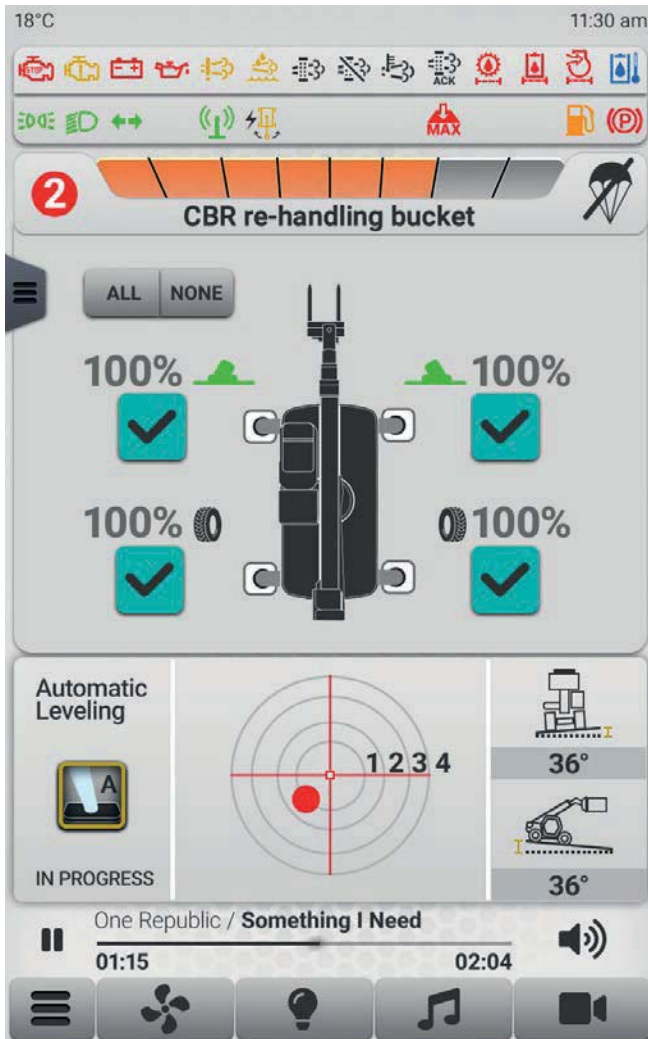 18°C 11:30 am
STOP
ACK
MAX
(P)
2
CBR re-handling bucket
ALL NONE
100% 100%
100% 100%
Automatic
Leveling
A
IN PROGRESS
1 2 3 4
36°
36°
One Republic / Something I Need
01:15 02:04